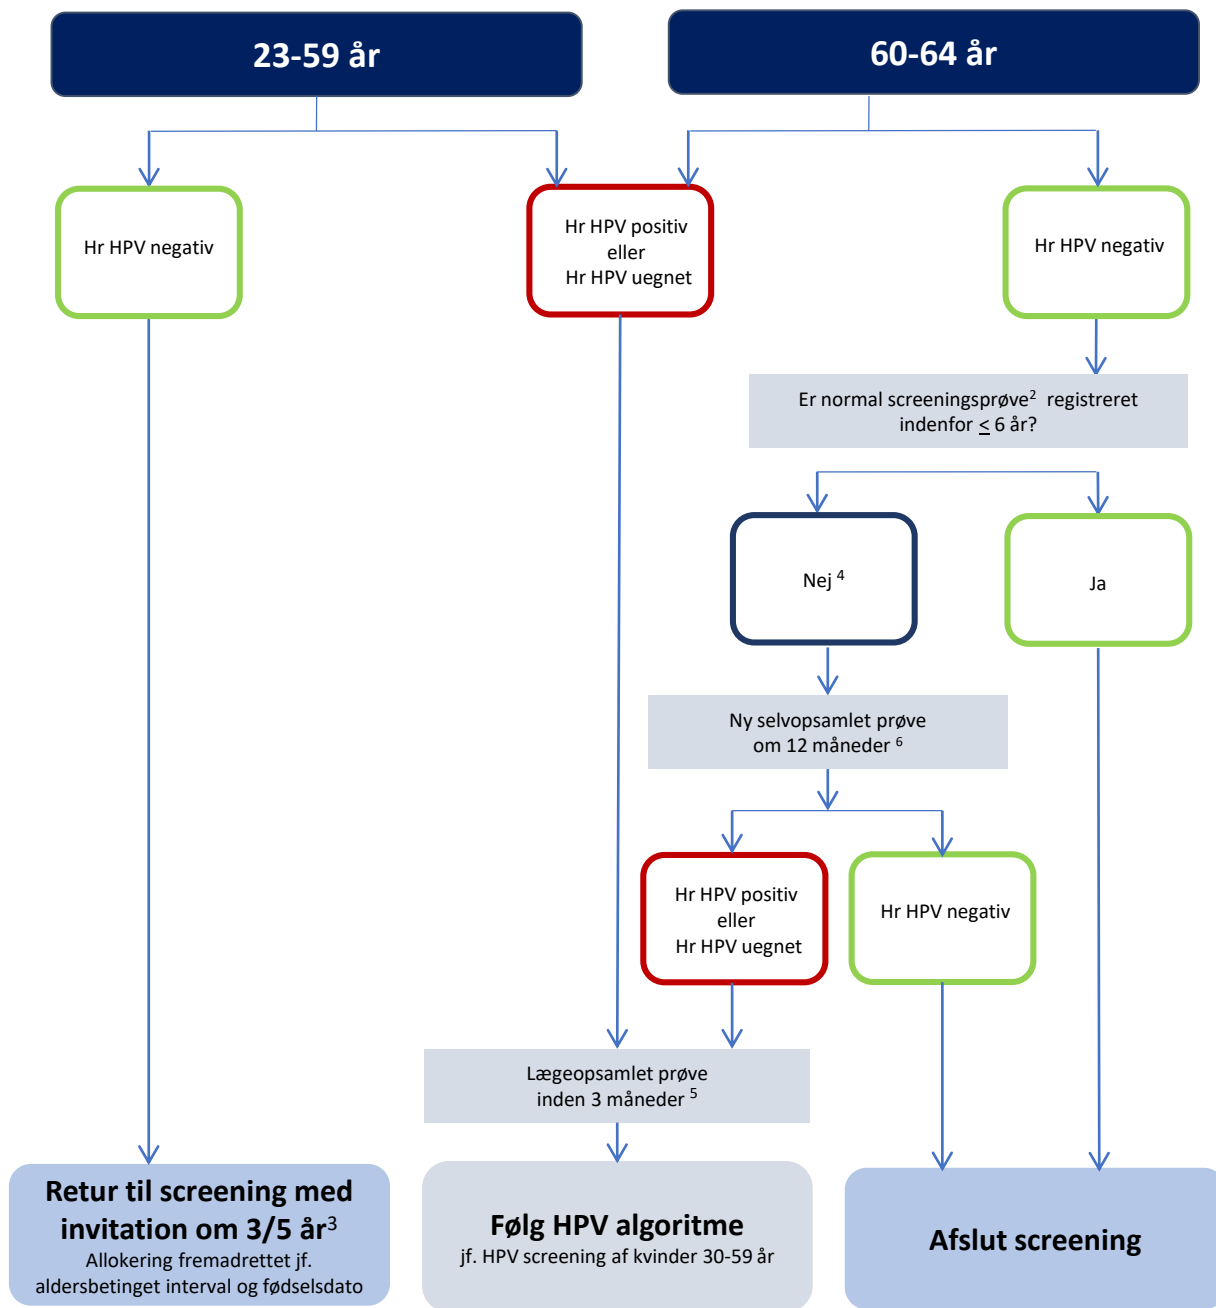 23-59 år
60-64 år
Hr HPV negativ
Hr HPV positiv
eller
Hr HPV uegnet
Hr HPV negativ
Er normal screeningsprøve² registreret
indenfor ≤ 6 år?
Nej ⁴
Ja
Ny selvopsamlet prøve
om 12 måneder ⁶
Hr HPV positiv
eller
Hr HPV uegnet
Hr HPV negativ
Lægeopsamlet prøve
inden 3 måneder ⁵
Retur til screening med
invitation om 3/5 år³
Allokering fremadrettet jf.
aldersbetinget interval og fødselsdato
Følg HPV algoritme
jf. HPV screening af kvinder 30-59 år
Afslut screening